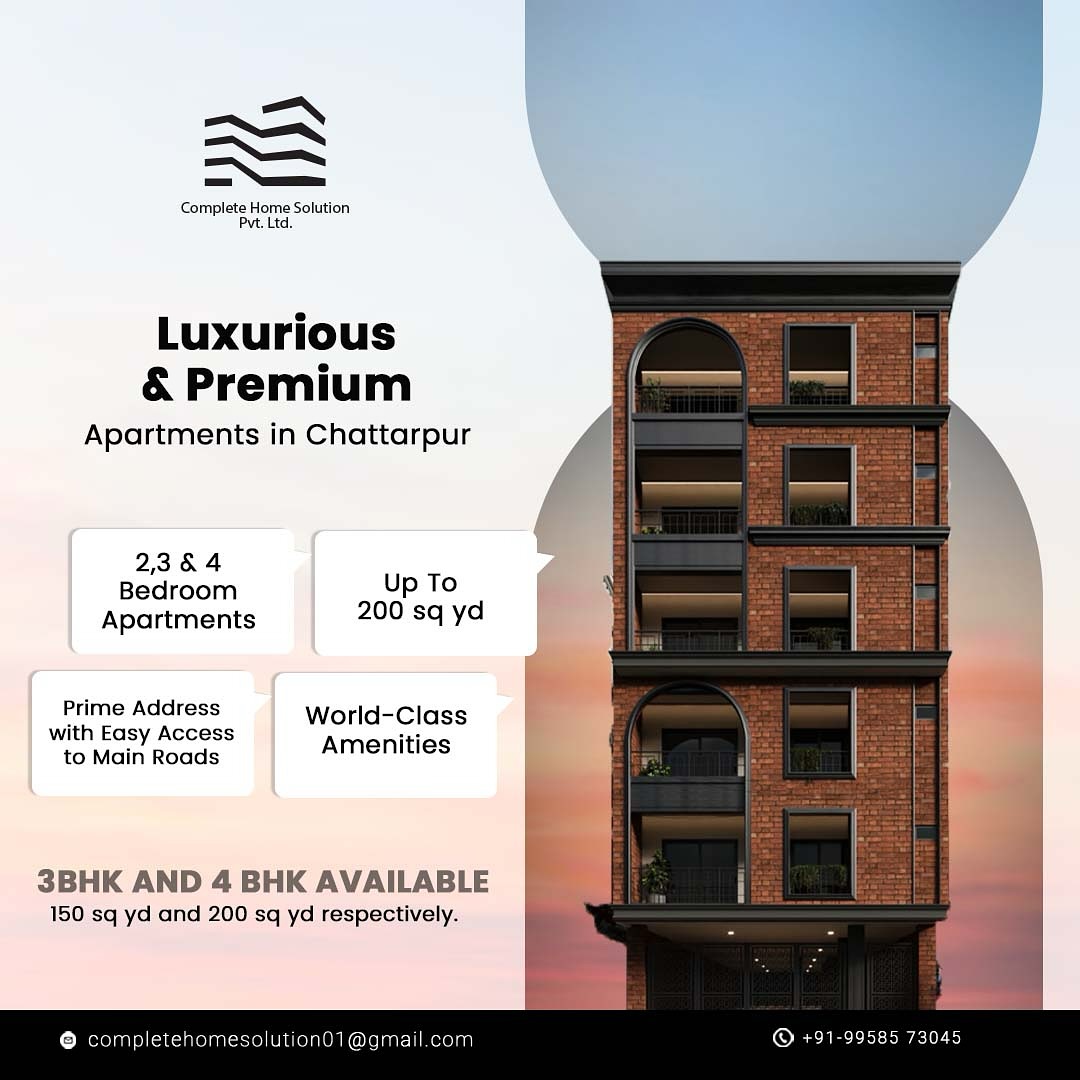 Complete Home Solution
Pvt. Ltd.
Luxurious
& Premium
Apartments in Chattarpur
2,3 & 4
Bedroom
Apartments
Up To
200 sq yd
Prime Address
with Easy Access
to Main Roads
World-Class
Amenities
3BHK AND 4 BHK AVAILABLE
150 sq yd and 200 sq yd respectively.
completehomesolution01@gmail.com
+91-99585 73045